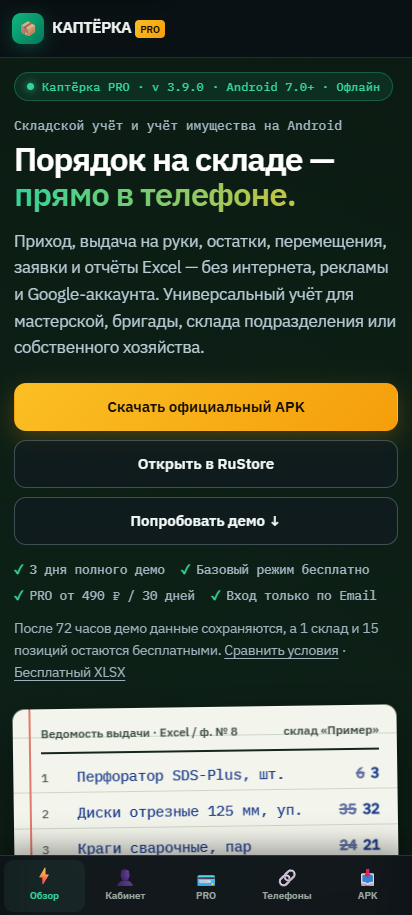 КАПТЁРКА PRO
Каптёрка PRO · v 3.9.0 · Android 7.0+ · Офлайн
Складской учёт и учёт имущества на Android
Порядок на складе —
прямо в телефоне.
Приход, выдача на руки, остатки, перемещения,
заявки и отчёты Excel — без интернета, рекламы
и Google-аккаунта. Универсальный учёт для
мастерской, бригады, склада подразделения или
собственного хозяйства.
Скачать официальный APK
Открыть в RuStore
Попробовать демо ↓
✓ 3 дня полного демо ✓ Базовый режим бесплатно
✓ PRO от 490 ₽ / 30 дней ✓ Вход только по Email
После 72 часов демо данные сохраняются, а 1 склад и 15
позиций остаются бесплатными. Сравнить условия ·
Бесплатный XLSX
Ведомость выдачи · Excel / ф. № 8 склад «Пример»
1 Перфоратор SDS-Plus, шт. 6 3
2 Диски отрезные 125 мм, уп. 35 32
3 Краги сварочные, пар 24 21
Обзор Кабинет PRO Телефоны APK